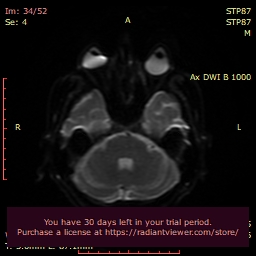 Im: 34/52
Se: 4
STP87
STP87
M
A
Ax DWI B 1000
R
L
You have 30 days left in your trial period.
Purchase a license at https://radiantviewer.com/store/